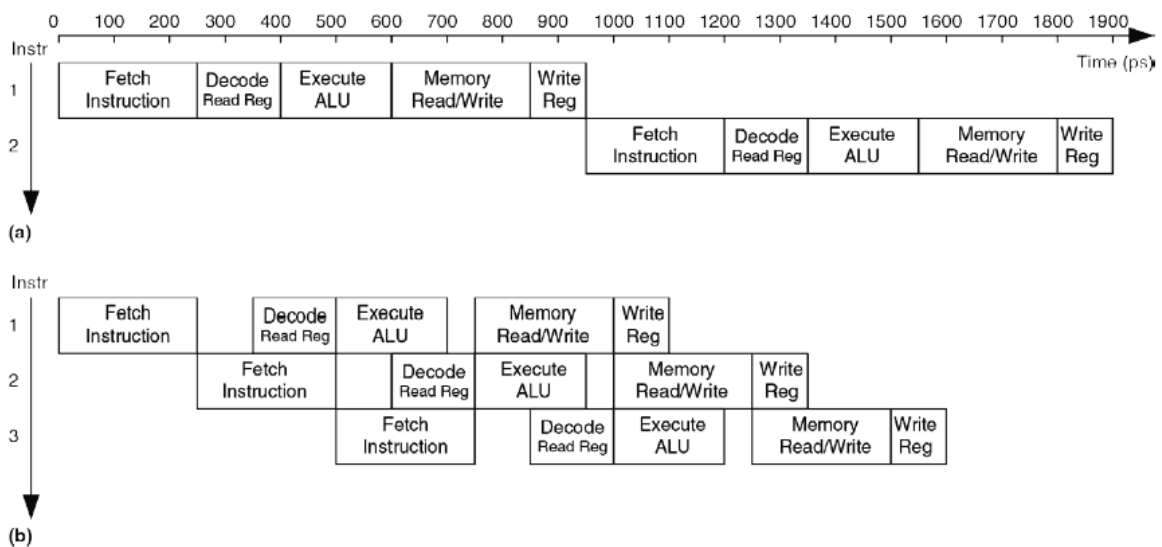 0 100 200 300 400 500 600 700 800 900 1000 1100 1200 1300 1400 1500 1600 1700 1800 1900
Instr
Time (ps)
1
Fetch
Instruction
Decode
Read Reg
Execute
ALU
Memory
Read/Write
Write
Reg
2
Fetch
Instruction
Decode
Read Reg
Execute
ALU
Memory
Read/Write
Write
Reg
(a)
Instr
1
Fetch
Instruction
Decode
Read Reg
Execute
ALU
Memory
Read/Write
Write
Reg
2
Fetch
Instruction
Decode
Read Reg
Execute
ALU
Memory
Read/Write
Write
Reg
3
Fetch
Instruction
Decode
Read Reg
Execute
ALU
Memory
Read/Write
Write
Reg
(b)